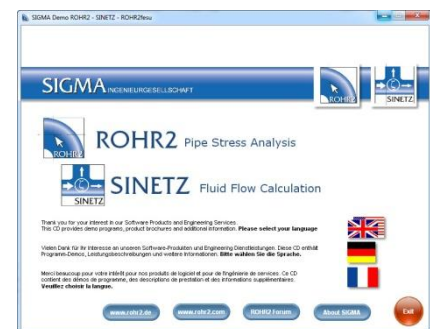 SIGMA Demo ROHR2 - SINETZ - ROHR2fesu
SIGMA INGENIEURGESELLSCHAFT
ROHR2
SINETZ
ROHR2 Pipe Stress Analysis
ROHR2
SINETZ Fluid Flow Calculation
SINETZ
Thank you for your interest in our Software Products and Engineering Services .
This CD provides demo programs, product brochures and additional information. Please select your language
Vielen Dank für Ihr Interesse an unseren Software-Produkten und Engineering Dienstleistungen. Diese CD enthält
Programm-Demos, Leistungsbeschreibungen und weitere Informationen. Bitte wählen Sie die Sprache.
Merci beaucoup pour votre intérêt pour nos produits de logiciel et pour de l'ingénierie de services. Ce CD
contient des démos de programme, des descriptions de prestation et des informations supplémentaires.
Veuillez choisir la langue.
www.rohr2.de
www.rohr2.com
ROHR2 Forum
About SIGMA
Exit